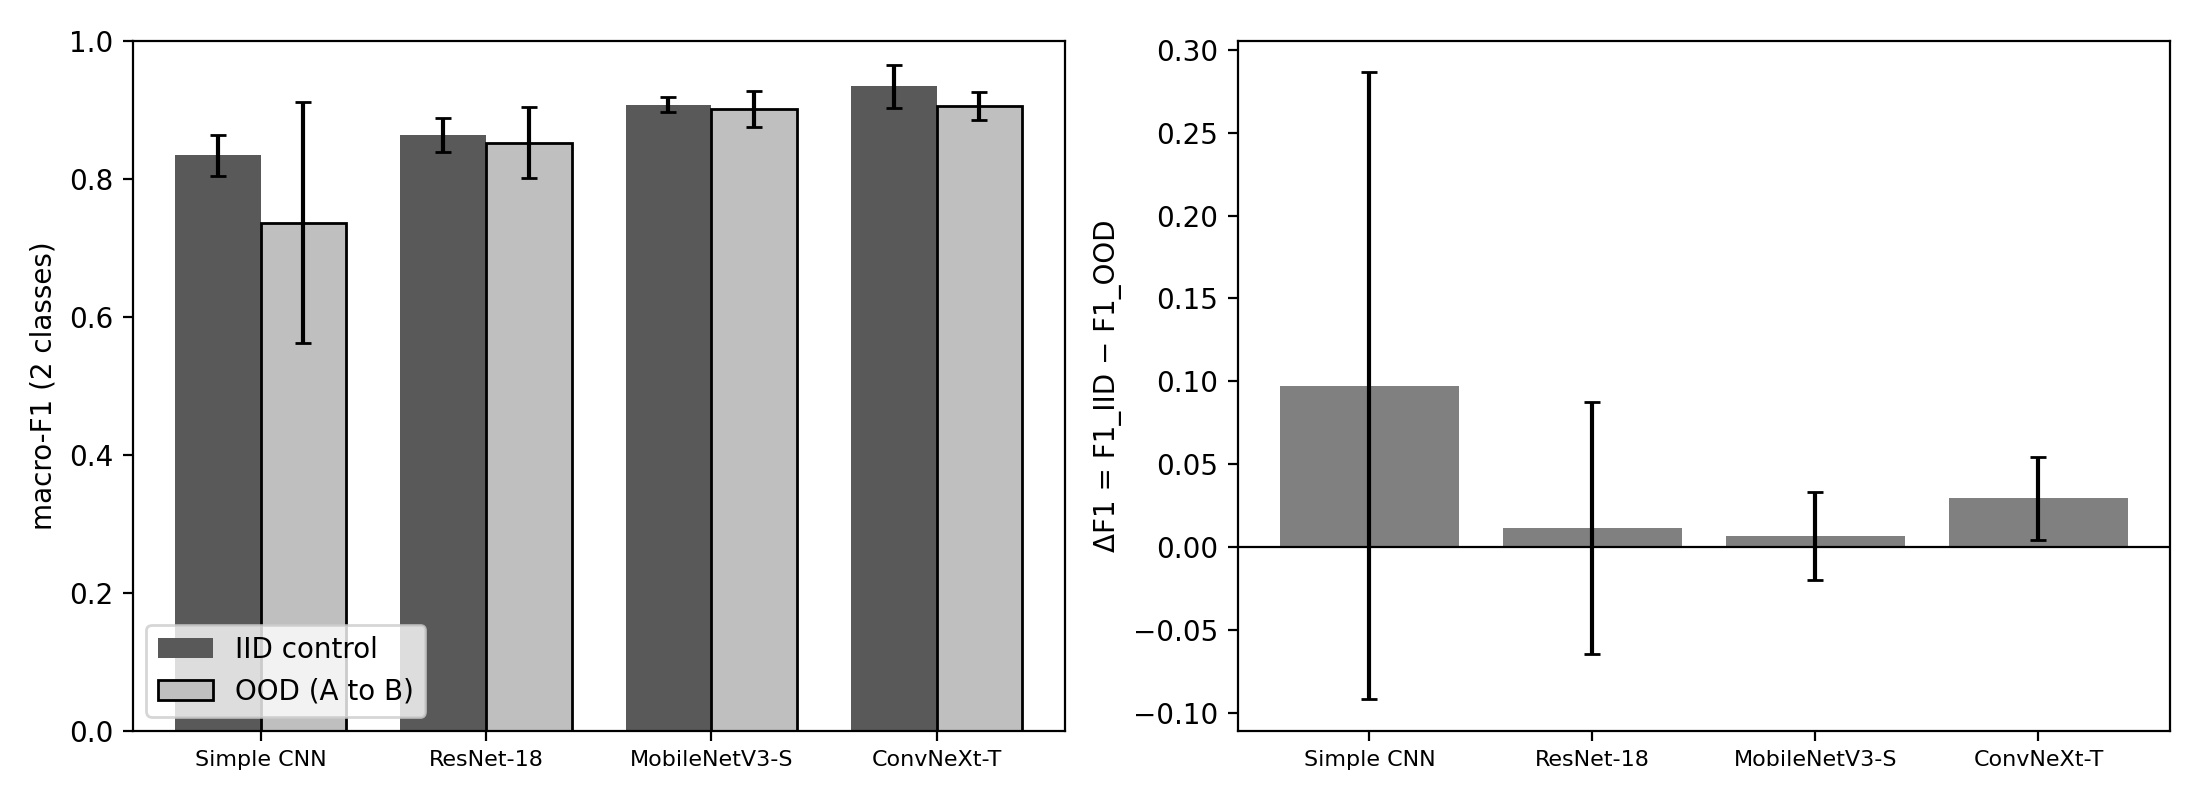 macro-F1 (2 classes)
1.0
0.8
0.6
0.4
0.2
0.0
IID control
OOD (A to B)
Simple CNN
ResNet-18
MobileNetV3-S
ConvNeXt-T
ΔF1 = F1_IID − F1_OOD
0.30
0.25
0.20
0.15
0.10
0.05
0.00
−0.05
−0.10
Simple CNN
ResNet-18
MobileNetV3-S
ConvNeXt-T